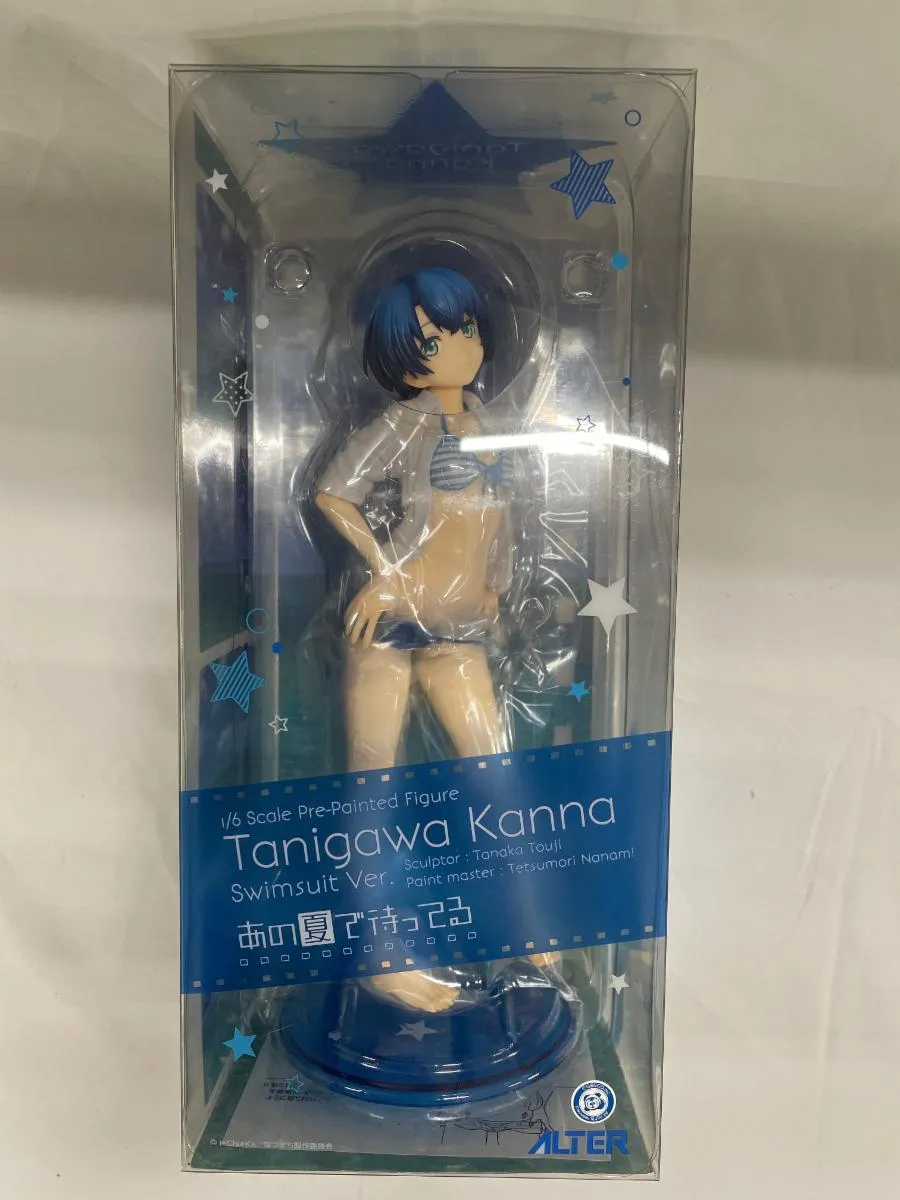 Tanigawa
Kanna
1/6 Scale Pre-Painted Figure
Tanigawa Kanna
Swimsuit Ver.
Sculptor : Tanaka Touji
Paint master : Tetsumori Nanami
あの夏で待ってる
ALTER